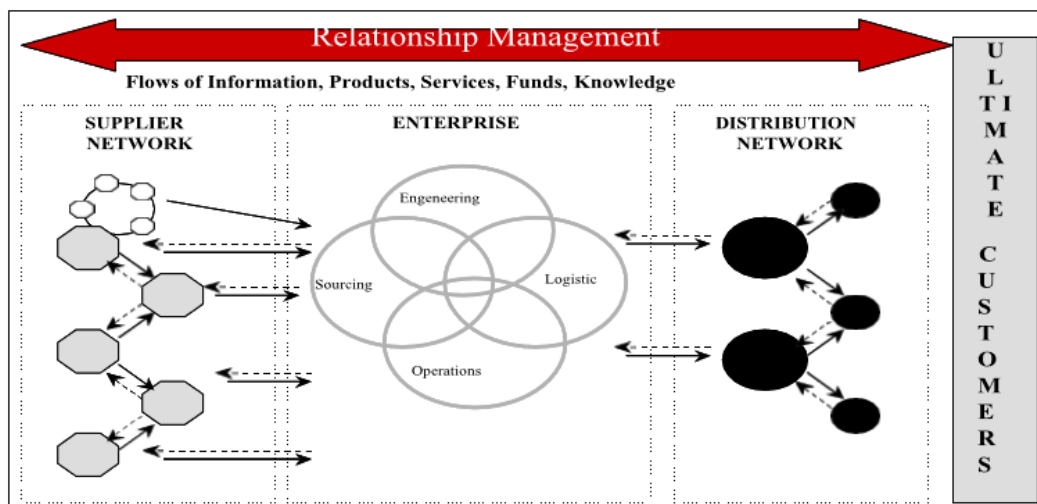 Relationship Management
Flows of Information, Products, Services, Funds, Knowledge
SUPPLIER
NETWORK
ENTERPRISE
DISTRIBUTION
NETWORK
Engeneering
Sourcing
Logistic
Operations
U
L
T I
M
A
T
E
C
U
S
T
O
M
E
R
S